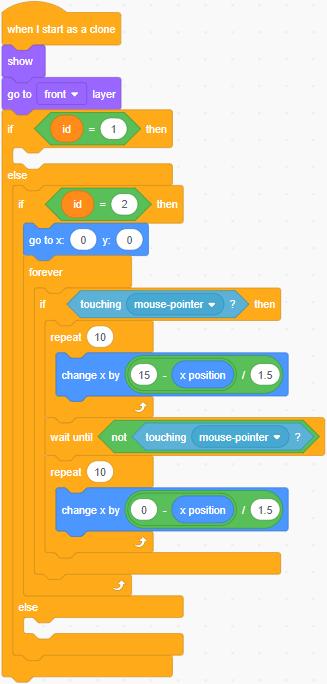 when I start as a clone
show
go to front layer
if id = 1 then
else
if id = 2 then
go to x: 0 y: 0
forever
if touching mouse-pointer ? then
repeat 10
change x by 15 - x position / 1.5
wait until not touching mouse-pointer ?
repeat 10
change x by 0 - x position / 1.5
else